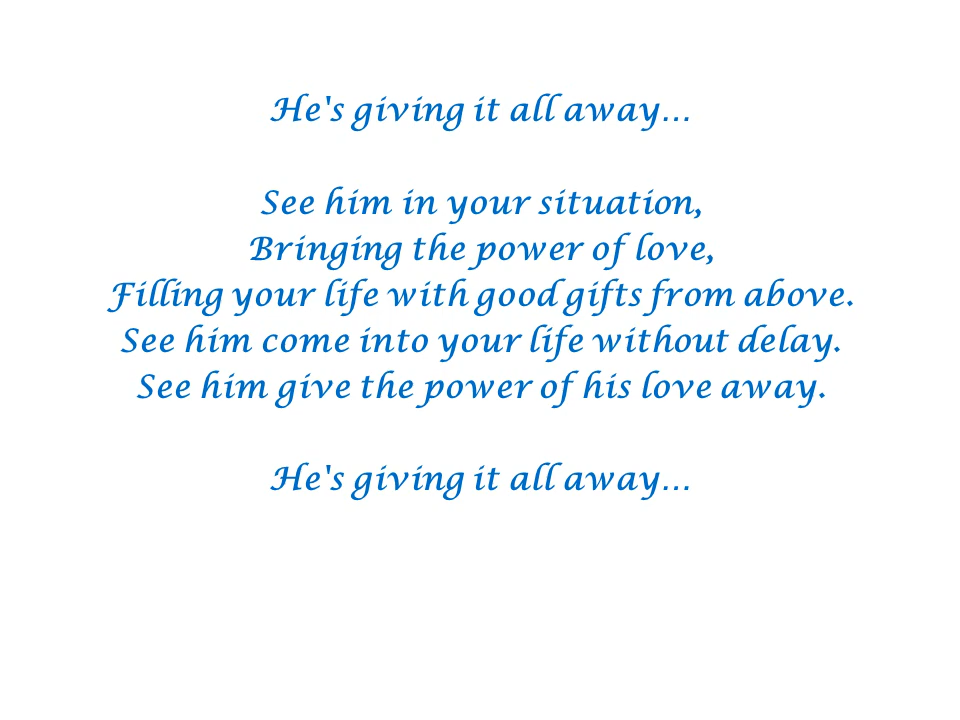 He's giving it all away...
See him in your situation,
Bringing the power of love,
Filling your life with good gifts from above.
See him come into your life without delay.
See him give the power of his love away.
He's giving it all away...